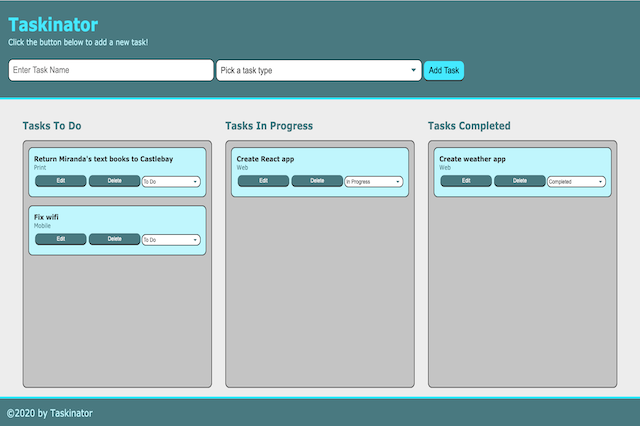 Taskinator
Click the button below to add a new task!
Enter Task Name
Pick a task type
Add Task
Tasks To Do
Return Miranda's text books to Castlebay
Print
Edit
Delete
To Do
Fix wifi
Mobile
Edit
Delete
To Do
Tasks In Progress
Create React app
Web
Edit
Delete
In Progress
Tasks Completed
Create weather app
Web
Edit
Delete
Completed
©2020 by Taskinator